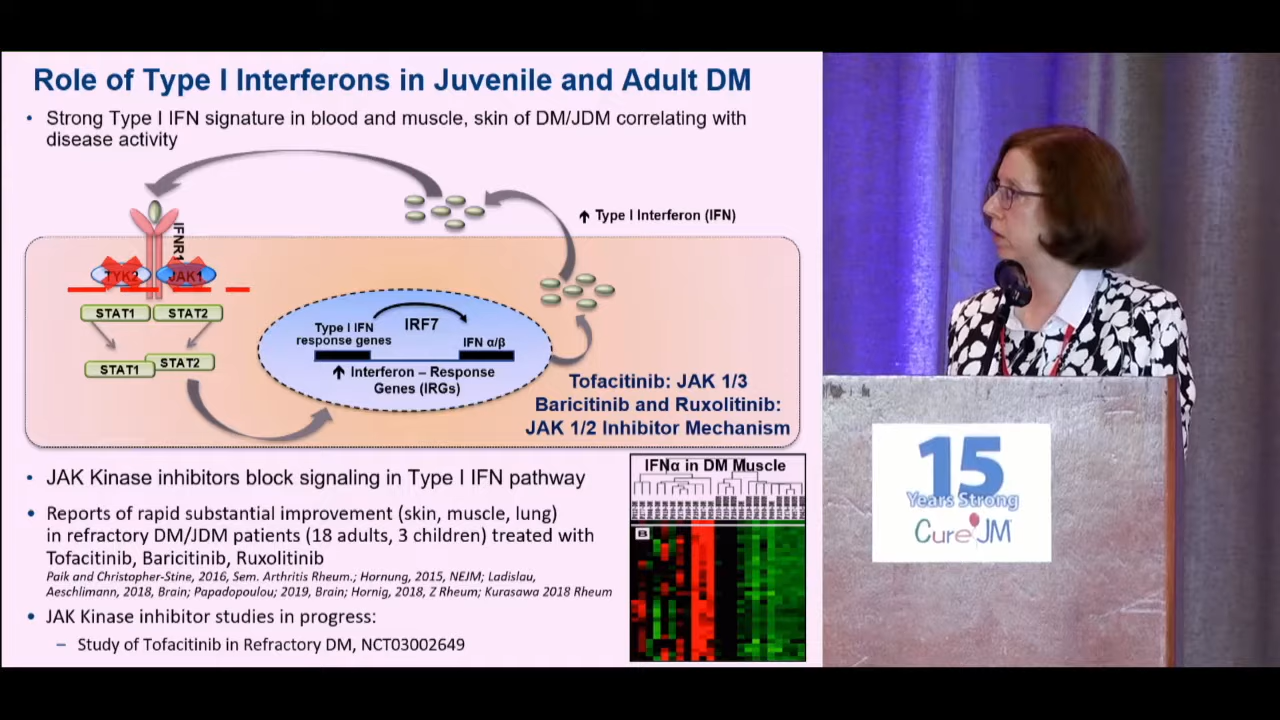 Role of Type I Interferons in Juvenile and Adult DM
• Strong Type I IFN signature in blood and muscle, skin of DM/JDM correlating with
disease activity
Type I Interferon (IFN)
IFNR1
TYK2
JAK1
STAT1
STAT2
STAT1
STAT2
Type I IFN
response genes
IRF7
IFN α/β
Interferon – Response
Genes (IRGs)
Tofacitinib: JAK 1/3
Baricitinib and Ruxolitinib:
JAK 1/2 Inhibitor Mechanism
• JAK Kinase inhibitors block signaling in Type I IFN pathway
• Reports of rapid substantial improvement (skin, muscle, lung)
in refractory DM/JDM patients (18 adults, 3 children) treated with
Tofacitinib, Baricitinib, Ruxolitinib
Paik and Christopher-Stine, 2016, Sem. Arthritis Rheum.; Hornung, 2015, NEJM; Ladislau,
Aeschlimann, 2018, Brain; Papadopoulou; 2019, Brain; Hornig, 2018, Z Rheum; Kurasawa 2018 Rheum
• JAK Kinase inhibitor studies in progress:
– Study of Tofacitinib in Refractory DM, NCT03002649
IFNα in DM Muscle
B
15
Years Strong
Cure JM